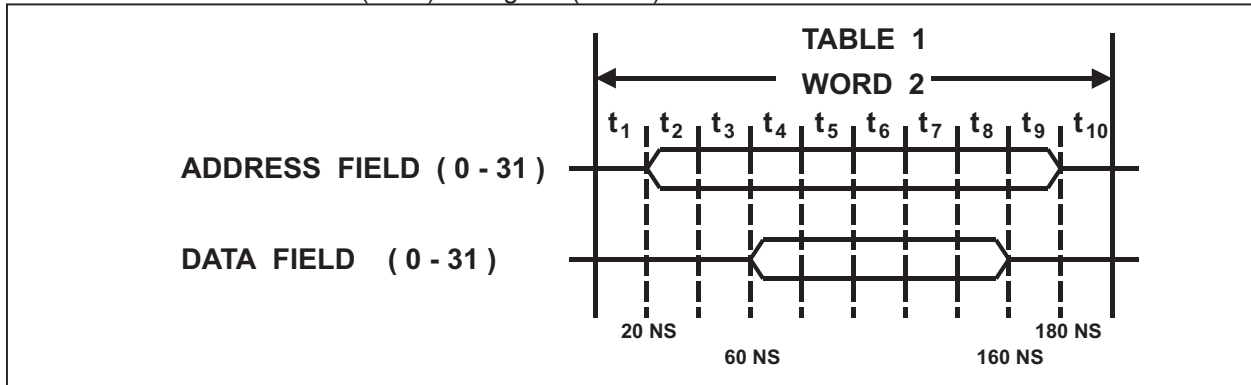 TABLE 1
WORD 2
t1 t2 t3 t4 t5 t6 t7 t8 t9 t10
ADDRESS FIELD ( 0 - 31 )
DATA FIELD ( 0 - 31 )
20 NS 180 NS
60 NS 160 NS